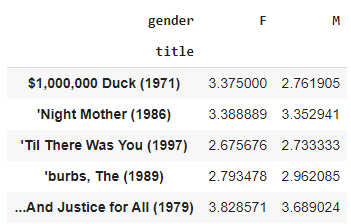 gender F M
title
$1,000,000 Duck (1971) 3.375000 2.761905
'Night Mother (1986) 3.388889 3.352941
'Til There Was You (1997) 2.675676 2.733333
'burbs, The (1989) 2.793478 2.962085
...And Justice for All (1979) 3.828571 3.689024